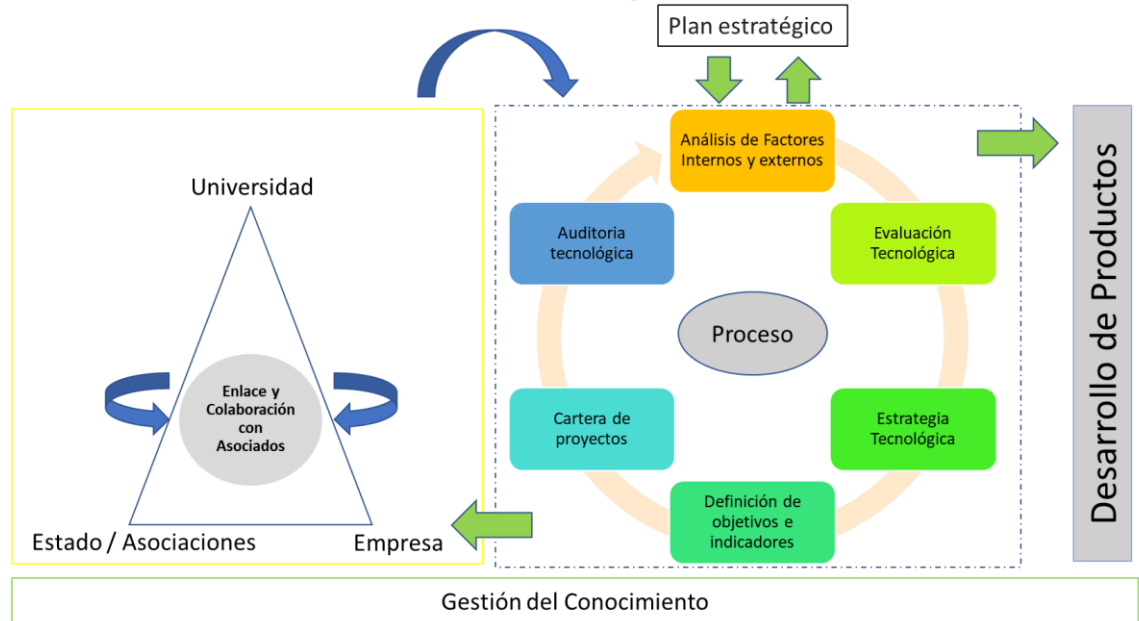 Plan estratégico
Universidad
Enlace y
Colaboración
con
Asociados
Estado / Asociaciones
Empresa
Análisis de Factores
Internos y externos
Evaluación
Tecnológica
Estrategia
Tecnológica
Definición de
objetivos e
indicadores
Cartera de
proyectos
Auditoria
tecnológica
Proceso
Desarrollo de Productos
Gestión del Conocimiento